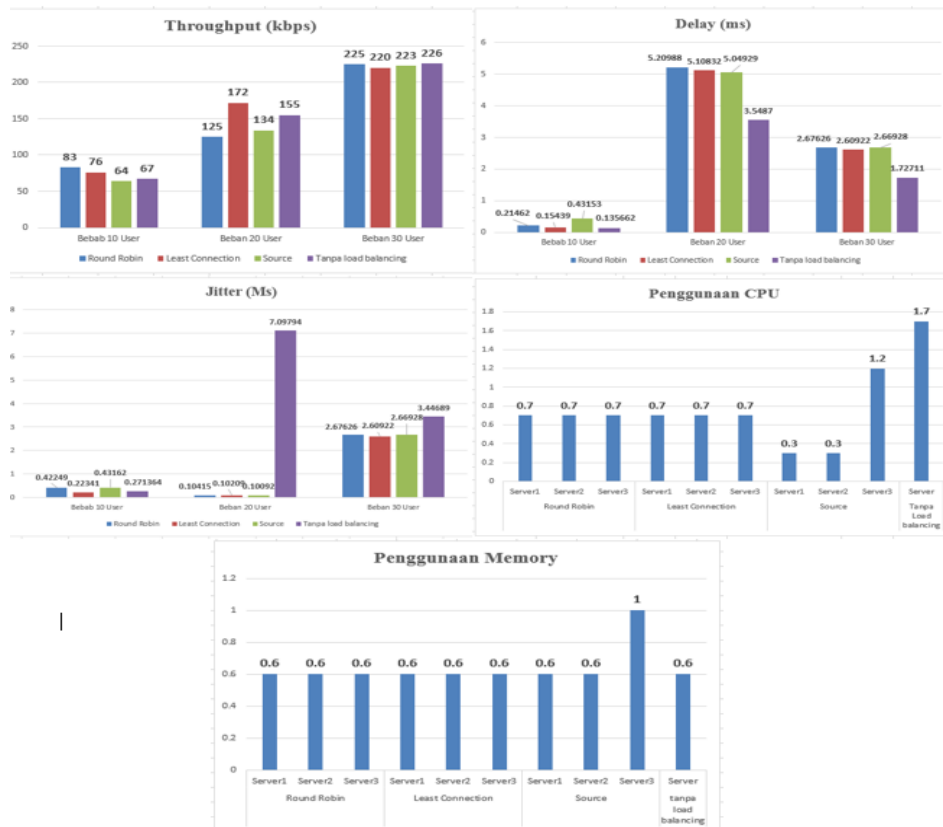 Throughput (kbps)
250
200
150
100
50
0
83
76
64
67
125
172
134
155
225
220
223
226
Bebab 10 User
Beban 20 User
Beban 30 User
Round Robin
Least Connection
Source
Tanpa load balancing
Delay (ms)
6
5
4
3
2
1
0
0.21462
0.15439
0.43153
0.135662
5.20988
5.10832
5.04929
3.5487
2.67626
2.60922
2.66928
1.72711
Bebab 10 User
Beban 20 User
Beban 30 User
Round Robin
Least Connection
Source
Tanpa load balancing
Jitter (Ms)
8
7
6
5
4
3
2
1
0
0.42249
0.22341
0.43162
0.271364
0.10415
0.10209
0.10092
7.09794
2.67626
2.60922
2.66928
3.44689
Beban 10 User
Beban 20 User
Beban 30 User
Round Robin
Least Connection
Source
Tanpa load balancing
Penggunaan CPU
1.8
1.6
1.4
1.2
1
0.8
0.6
0.4
0.2
0
0.7
0.7
0.7
0.7
0.7
0.7
0.3
0.3
1.2
1.7
Server1
Server2
Server3
Server1
Server2
Server3
Server1
Server2
Server3
Server
Round Robin
Least Connection
Source
Tanpa
Load
balancing
Penggunaan Memory
1.2
1
0.8
0.6
0.4
0.2
0
0.6
0.6
0.6
0.6
0.6
0.6
0.6
0.6
1
0.6
Server1
Server2
Server3
Server1
Server2
Server3
Server1
Server2
Server3
Server
Round Robin
Least Connection
Source
tanpa
load
balancing